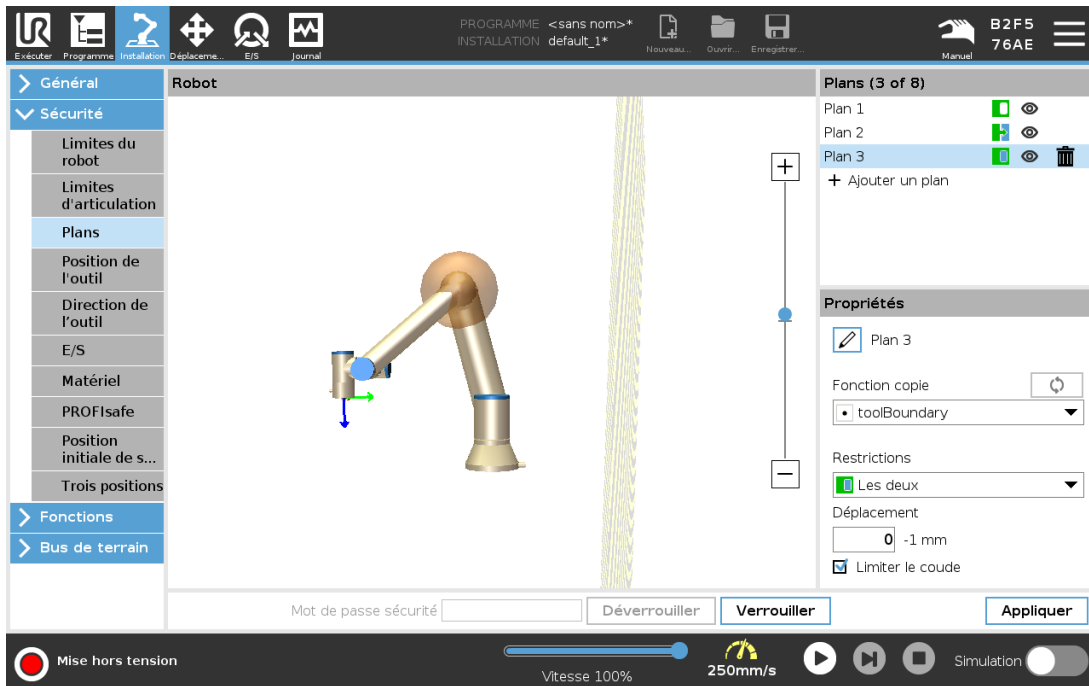 PROGRAMME <sans nom>*
INSTALLATION default_1*
Exécuter
Programme
Installation
Déplaceme...
E/S
Journal
Nouveau...
Ouvrir...
Enregistrer...
Manuel
B2F5
76AE
Général
Sécurité
Limites du
robot
Limites
d'articulation
Plans
Position de
l'outil
Direction de
l’outil
E/S
Matériel
PROFIsafe
Position
initiale de s...
Trois positions
Fonctions
Bus de terrain
Robot
Plans (3 of 8)
Plan 1
Plan 2
Plan 3
+ Ajouter un plan
Propriétés
Plan 3
Fonction copie
toolBoundary
Restrictions
Les deux
Déplacement
0 -1 mm
Limiter le coude
Mot de passe sécurité
Déverrouiller
Verrouiller
Appliquer
Mise hors tension
Vitesse 100%
250mm/s
Simulation